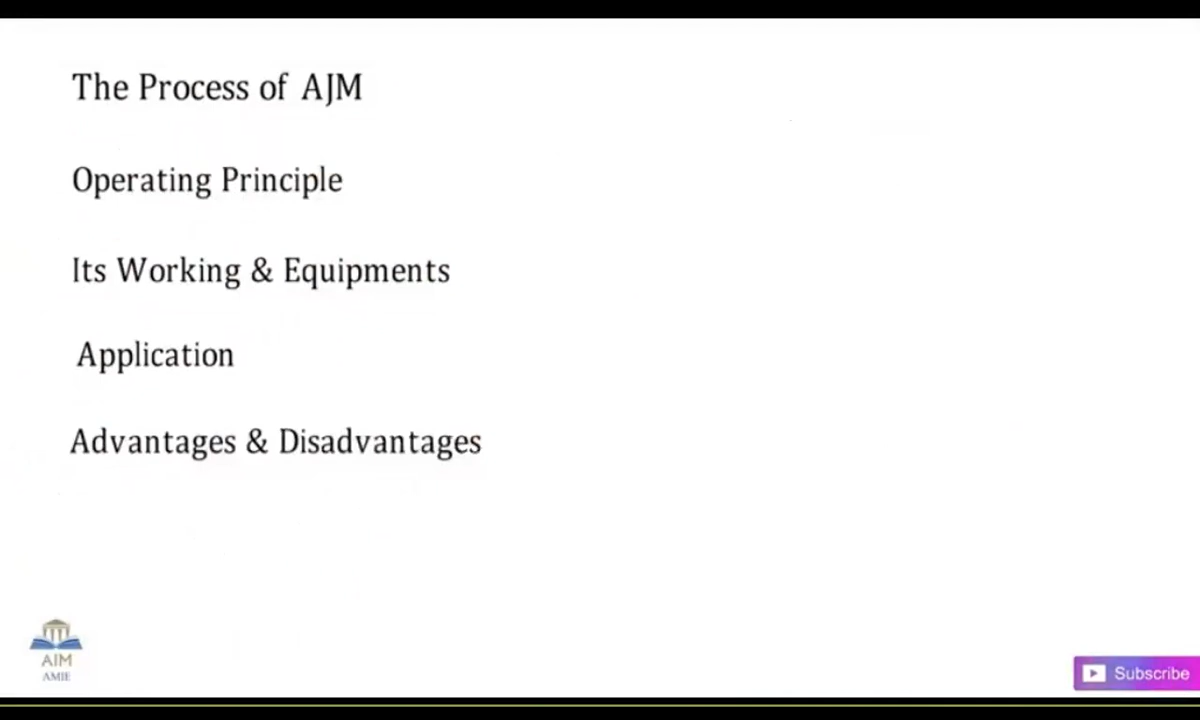 The Process of AJM
Operating Principle
Its Working & Equipments
Application
Advantages & Disadvantages
AIM
AMIE
Subscribe